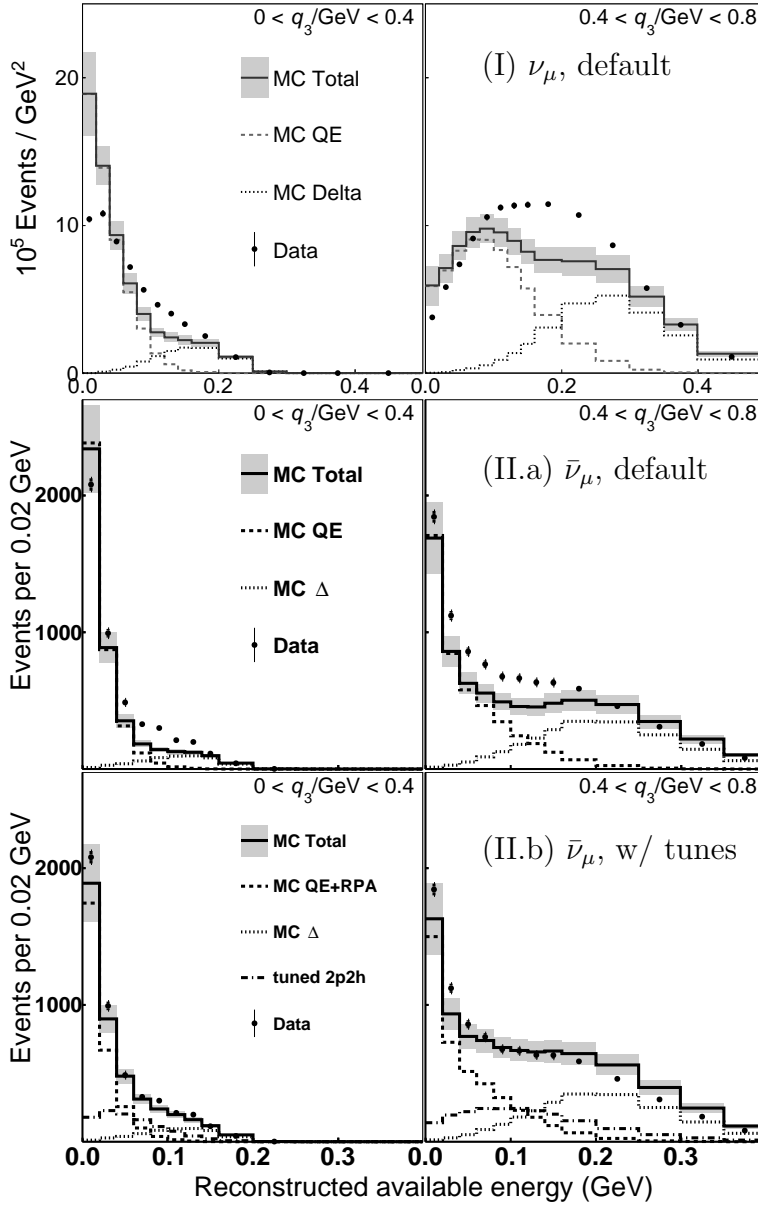 0 < q₃/GeV < 0.4
0.4 < q₃/GeV < 0.8
(I) νμ, default
20
10
0
10⁵ Events / GeV²
MC Total
MC QE
MC Delta
Data
0.0 0.2 0.0 0.2 0.4
0 < q₃/GeV < 0.4
0.4 < q₃/GeV < 0.8
(II.a) ν̄μ, default
2000
1000
Events per 0.02 GeV
MC Total
MC QE
MC Δ
Data
0 < q₃/GeV < 0.4
0.4 < q₃/GeV < 0.8
(II.b) ν̄μ, w/ tunes
2000
1000
0
Events per 0.02 GeV
MC Total
MC QE+RPA
MC Δ
tuned 2p2h
Data
0.0 0.1 0.2 0.3 0.0 0.1 0.2 0.3
Reconstructed available energy (GeV)